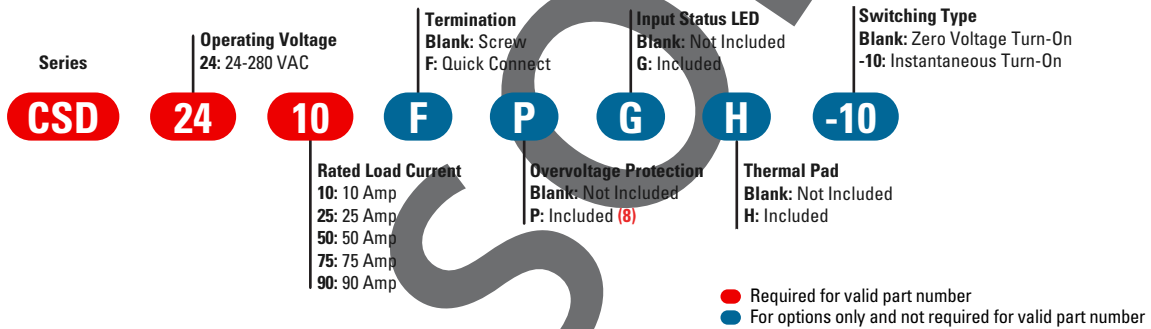 Series
Operating Voltage
24: 24-280 VAC
Termination
Blank: Screw
F: Quick Connect
Input Status LED
Blank: Not Included
G: Included
Switching Type
Blank: Zero Voltage Turn-On
-10: Instantaneous Turn-On
CSD 24 10 F P G H -10
Rated Load Current
10: 10 Amp
25: 25 Amp
50: 50 Amp
75: 75 Amp
90: 90 Amp
Overvoltage Protection
Blank: Not Included
P: Included (8)
Thermal Pad
Blank: Not Included
H: Included
Required for valid part number
For options only and not required for valid part number